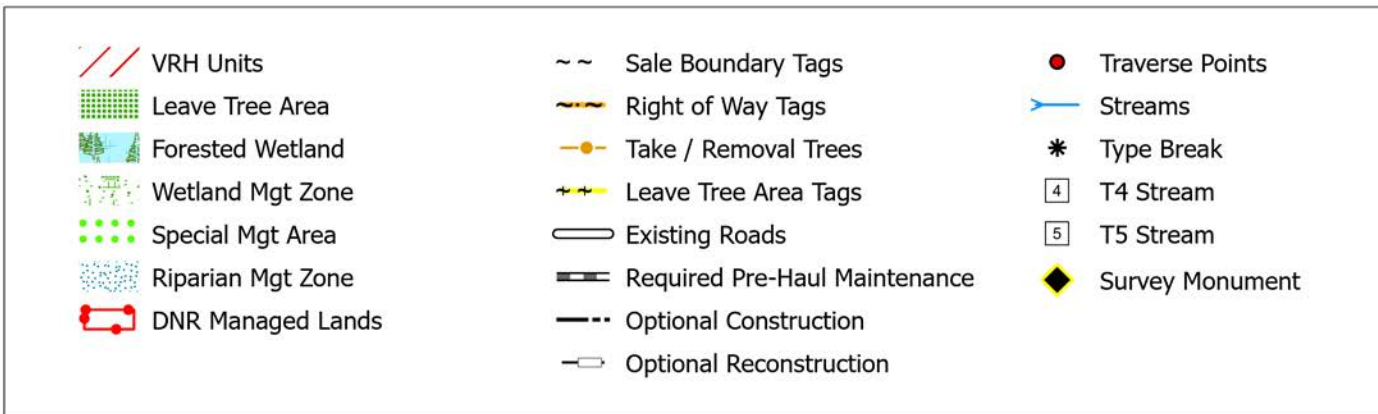 VRH Units
Leave Tree Area
Forested Wetland
Wetland Mgt Zone
Special Mgt Area
Riparian Mgt Zone
DNR Managed Lands
Sale Boundary Tags
Right of Way Tags
Take / Removal Trees
Leave Tree Area Tags
Existing Roads
Required Pre-Haul Maintenance
Optional Construction
Optional Reconstruction
Traverse Points
Streams
Type Break
4 T4 Stream
5 T5 Stream
Survey Monument